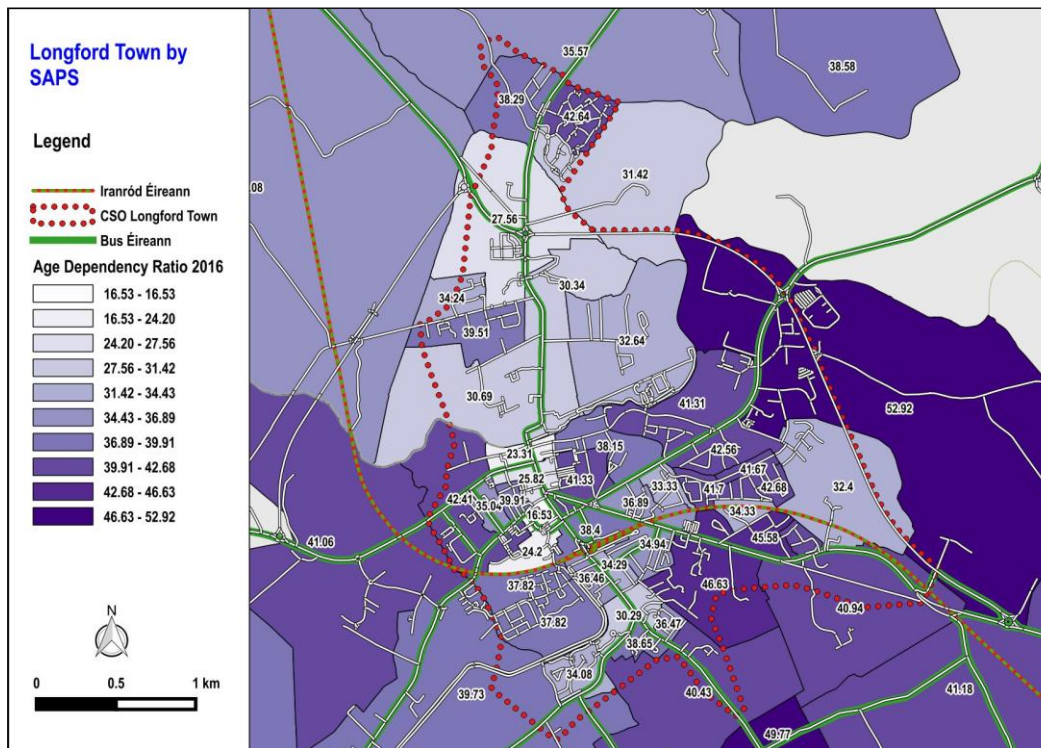 Longford Town by
SAPS
Legend
Iranród Éireann
CSO Longford Town
Bus Éireann
Age Dependency Ratio 2016
16.53 - 16.53
16.53 - 24.20
24.20 - 27.56
27.56 - 31.42
31.42 - 34.43
34.43 - 36.89
36.89 - 39.91
39.91 - 42.68
42.68 - 46.63
46.63 - 52.92
N
0 0.5 1 km
35.57
38.58
38.29
42.64
31.42
.08
27.56
30.34
34.24
39.51
32.64
30.69
41.31
52.92
23.31
38.15
42.56
25.82
41.33
41.67
33.33
41.7
42.68
32.4
42.41
39.91
35.04
36.89
16.53
34.33
38.4
45.58
41.06
24.2
34.94
34.29
36.46
46.63
37.82
40.94
30.29
36.47
37.82
38.65
34.08
39.73
40.43
41.18
49.77